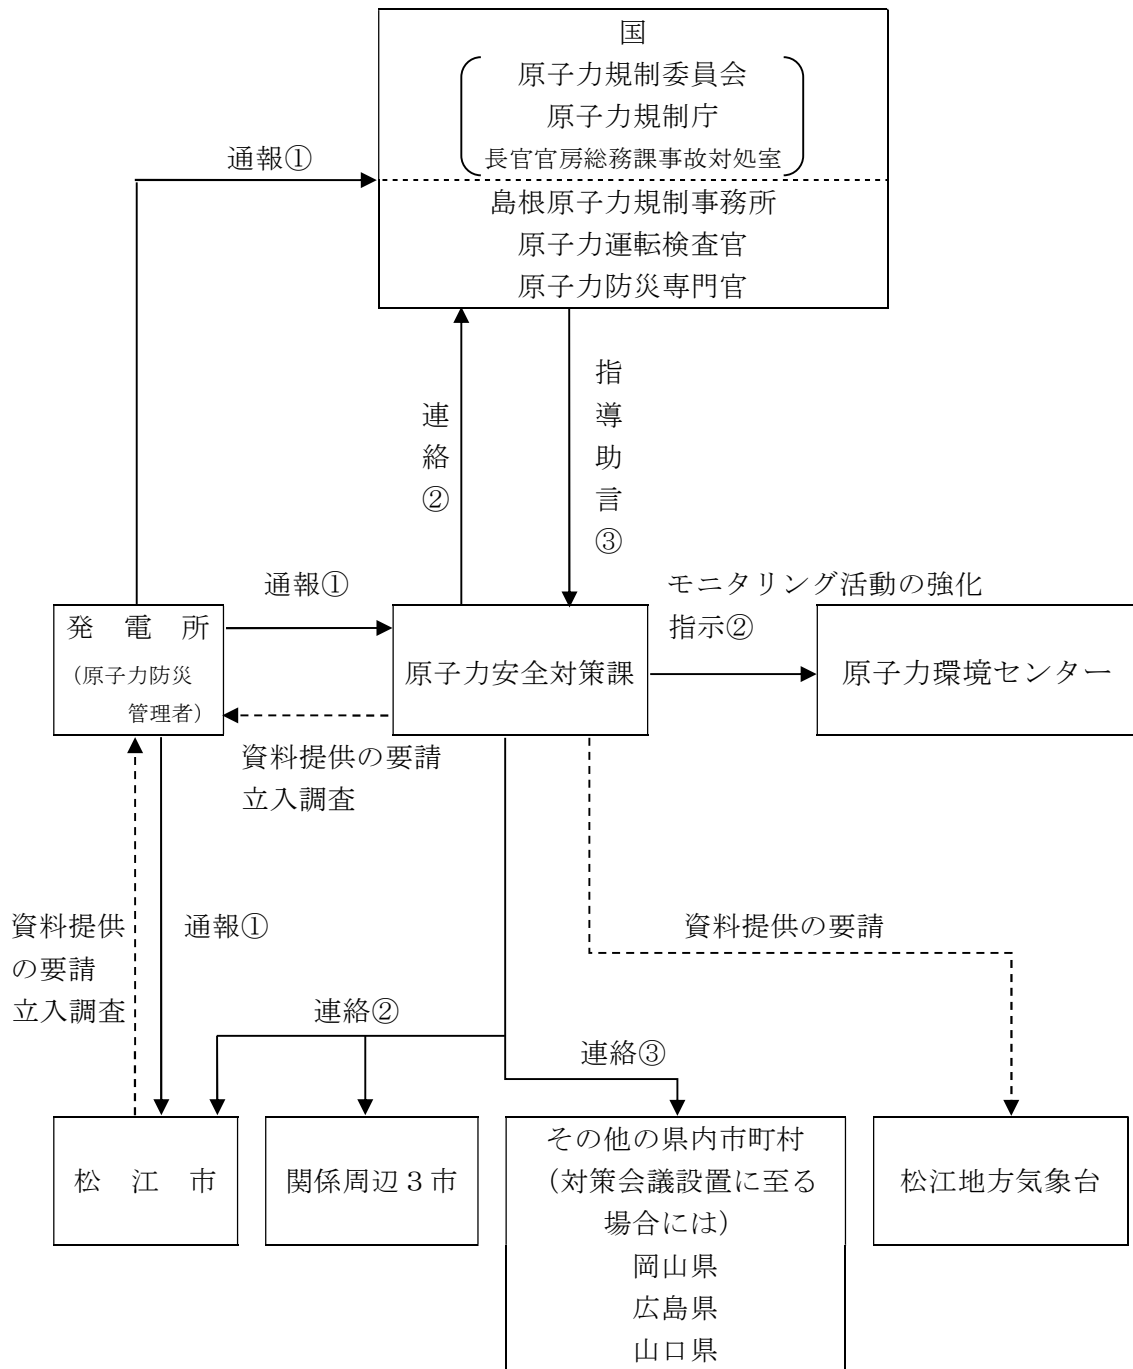 国
原子力規制委員会
原子力規制庁
長官官房総務課事故対処室
通報①
島根原子力規制事務所
原子力運転検査官
原子力防災専門官
連絡②
指導助言③
通報①
モニタリング活動の強化
指示②
発　電　所
（原子力防災
管理者）
原子力安全対策課
原子力環境センター
資料提供の要請
立入調査
資料提供
の要請
立入調査
通報①
資料提供の要請
連絡②
連絡③
松　江　市
関係周辺３市
その他の県内市町村
（対策会議設置に至る
場合には）
岡山県
広島県
山口県
松江地方気象台